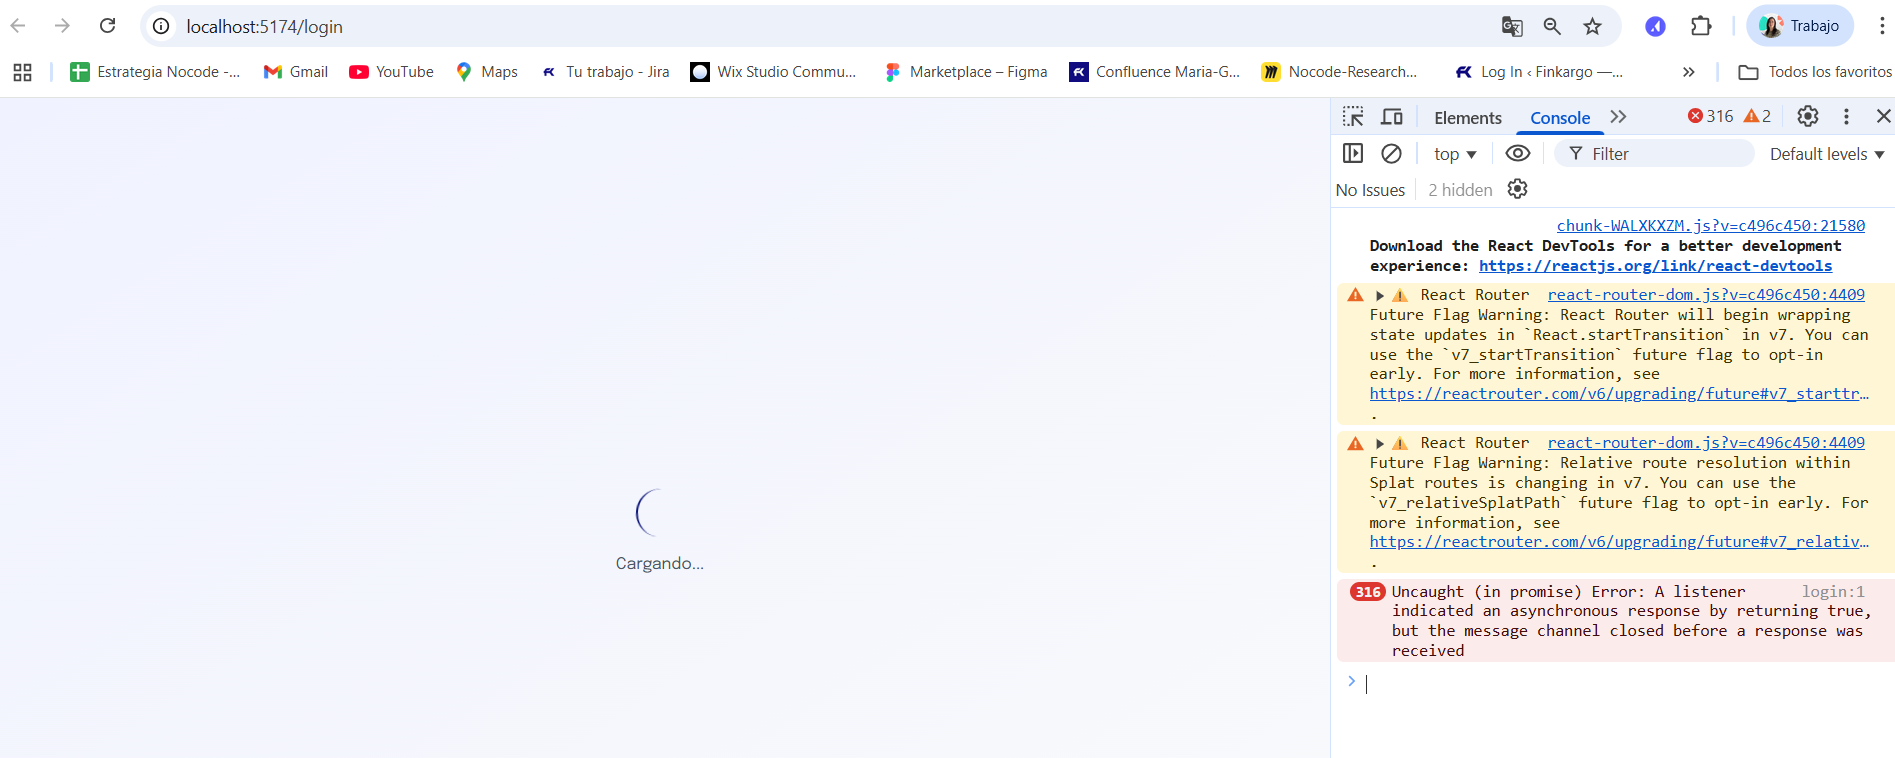 localhost:5174/login
Trabajo
Estrategia Nocode -...
Gmail
YouTube
Maps
Tu trabajo - Jira
Wix Studio Commu...
Marketplace – Figma
Confluence Maria-G...
Nocode-Research...
Log In ‹ Finkargo —...
»
Todos los favoritos
Elements
Console
316
2
top
Filter
Default levels
No Issues
2 hidden
chunk-WALXKXZM.js?v=c496c450:21580
Download the React DevTools for a better development
experience: https://reactjs.org/link/react-devtools
React Router react-router-dom.js?v=c496c450:4409
Future Flag Warning: React Router will begin wrapping
state updates in `React.startTransition` in v7. You can
use the `v7_startTransition` future flag to opt-in
early. For more information, see
https://reactrouter.com/v6/upgrading/future#v7_starttr…
.
React Router react-router-dom.js?v=c496c450:4409
Future Flag Warning: Relative route resolution within
Splat routes is changing in v7. You can use the
`v7_relativeSplatPath` future flag to opt-in early. For
more information, see
https://reactrouter.com/v6/upgrading/future#v7_relativ…
.
316 Uncaught (in promise) Error: A listener login:1
indicated an asynchronous response by returning true,
but the message channel closed before a response was
received
Cargando...